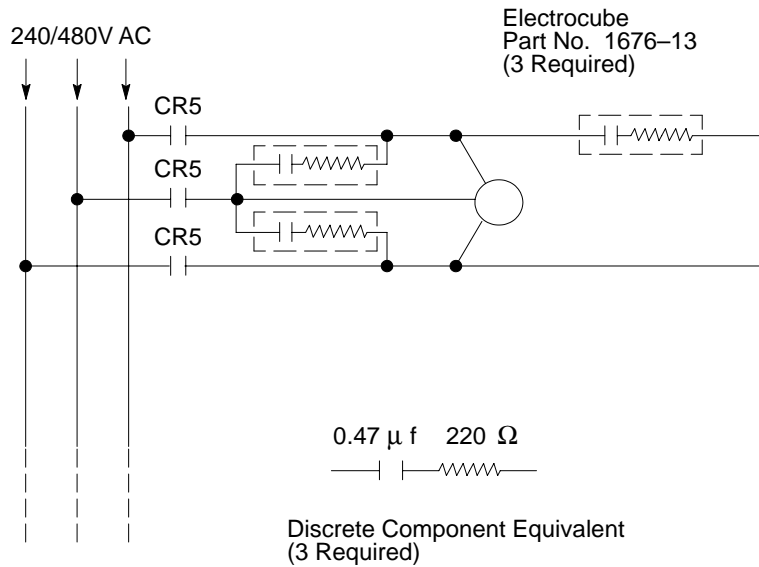 240/480V AC
Electrocube
Part No. 1676–13
(3 Required)
CR5
CR5
CR5
0.47 μ f 220 Ω
Discrete Component Equivalent
(3 Required)